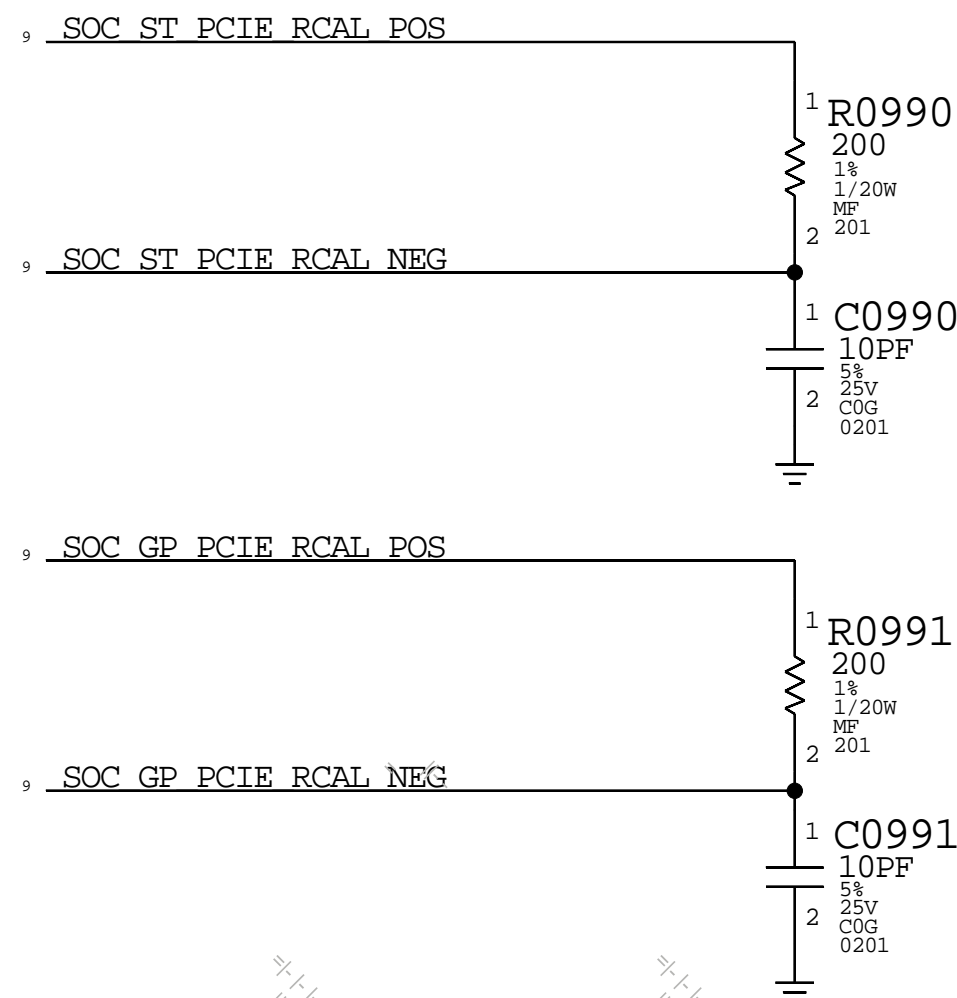 9 SOC ST PCIE RCAL POS
1 R0990
200
1%
1/20W
MF
201
2
9 SOC ST PCIE RCAL NEG
1 C0990
10PF
5%
25V
C0G
0201
2
9 SOC GP PCIE RCAL POS
1 R0991
200
1%
1/20W
MF
201
2
9 SOC GP PCIE RCAL NEG
1 C0991
10PF
5%
25V
C0G
0201
2